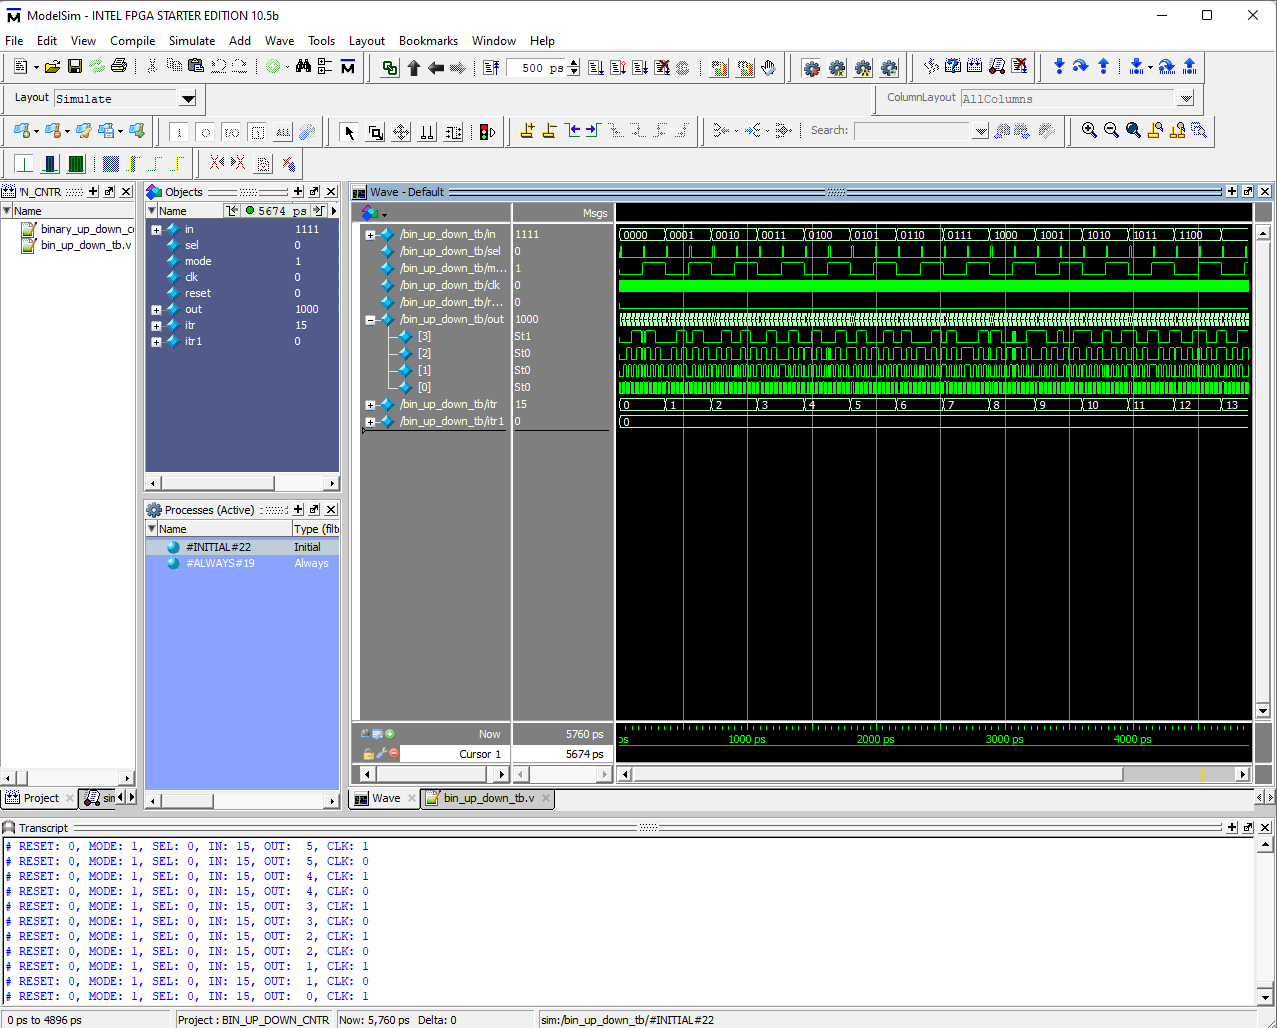 ModelSim - INTEL FPGA STARTER EDITION 10.5b
File Edit View Compile Simulate Add Wave Tools Layout Bookmarks Window Help
500 ps
Layout Simulate
ColumnLayout AllColumns
Search:
'N_CNTR
Name
binary_up_down_c
bin_up_down_tb.v
Project
sim
Objects
Name 5674 ps
in 1111
sel 0
mode 1
clk 0
reset 0
out 1000
itr 15
itr1 0
Processes (Active)
Name Type (filt
#INITIAL#22 Initial
#ALWAYS#19 Always
Wave - Default
Msgs
/bin_up_down_tb/in 1111 0000 0001 0010 0011 0100 0101 0110 0111 1000 1001 1010 1011 1100
/bin_up_down_tb/sel 0
/bin_up_down_tb/m... 1
/bin_up_down_tb/clk 0
/bin_up_down_tb/r... 0
/bin_up_down_tb/out 1000
[3] St1
[2] St0
[1] St0
[0] St0
/bin_up_down_tb/itr 15 0 1 2 3 4 5 6 7 8 9 10 11 12 13
/bin_up_down_tb/itr1 0 0
Now 5760 ps
Cursor 1 5674 ps
ps 1000 ps 2000 ps 3000 ps 4000 ps
Wave bin_up_down_tb.v
Transcript
# RESET: 0, MODE: 1, SEL: 0, IN: 15, OUT: 5, CLK: 1
# RESET: 0, MODE: 1, SEL: 0, IN: 15, OUT: 5, CLK: 0
# RESET: 0, MODE: 1, SEL: 0, IN: 15, OUT: 4, CLK: 1
# RESET: 0, MODE: 1, SEL: 0, IN: 15, OUT: 4, CLK: 0
# RESET: 0, MODE: 1, SEL: 0, IN: 15, OUT: 3, CLK: 1
# RESET: 0, MODE: 1, SEL: 0, IN: 15, OUT: 3, CLK: 0
# RESET: 0, MODE: 1, SEL: 0, IN: 15, OUT: 2, CLK: 1
# RESET: 0, MODE: 1, SEL: 0, IN: 15, OUT: 2, CLK: 0
# RESET: 0, MODE: 1, SEL: 0, IN: 15, OUT: 1, CLK: 1
# RESET: 0, MODE: 1, SEL: 0, IN: 15, OUT: 1, CLK: 0
# RESET: 0, MODE: 1, SEL: 0, IN: 15, OUT: 0, CLK: 1
0 ps to 4896 ps Project : BIN_UP_DOWN_CNTR Now: 5,760 ps Delta: 0 sim:/bin_up_down_tb/#INITIAL#22